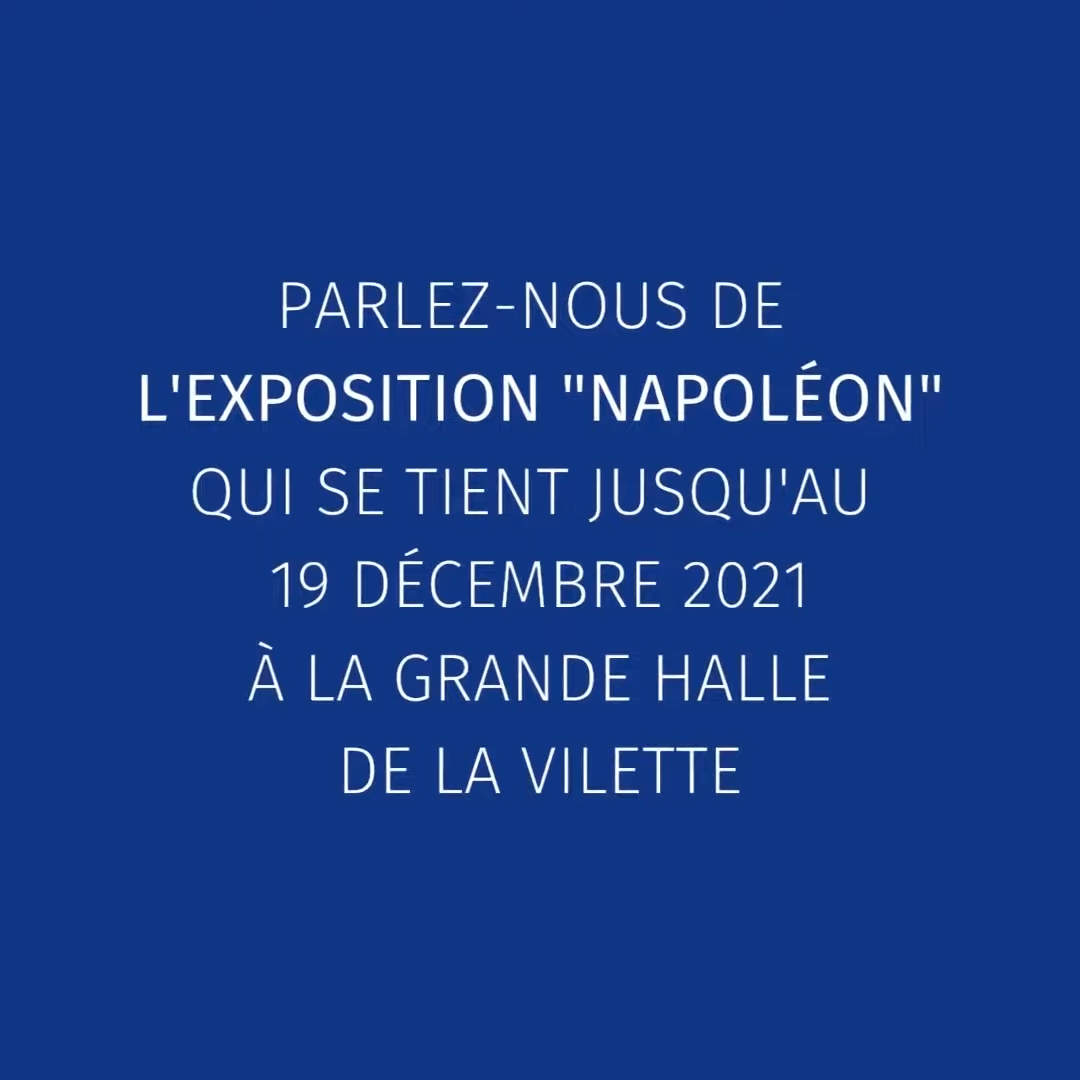 PARLEZ-NOUS DE
L'EXPOSITION "NAPOLÉON"
QUI SE TIENT JUSQU'AU
19 DÉCEMBRE 2021
À LA GRANDE HALLE
DE LA VILETTE